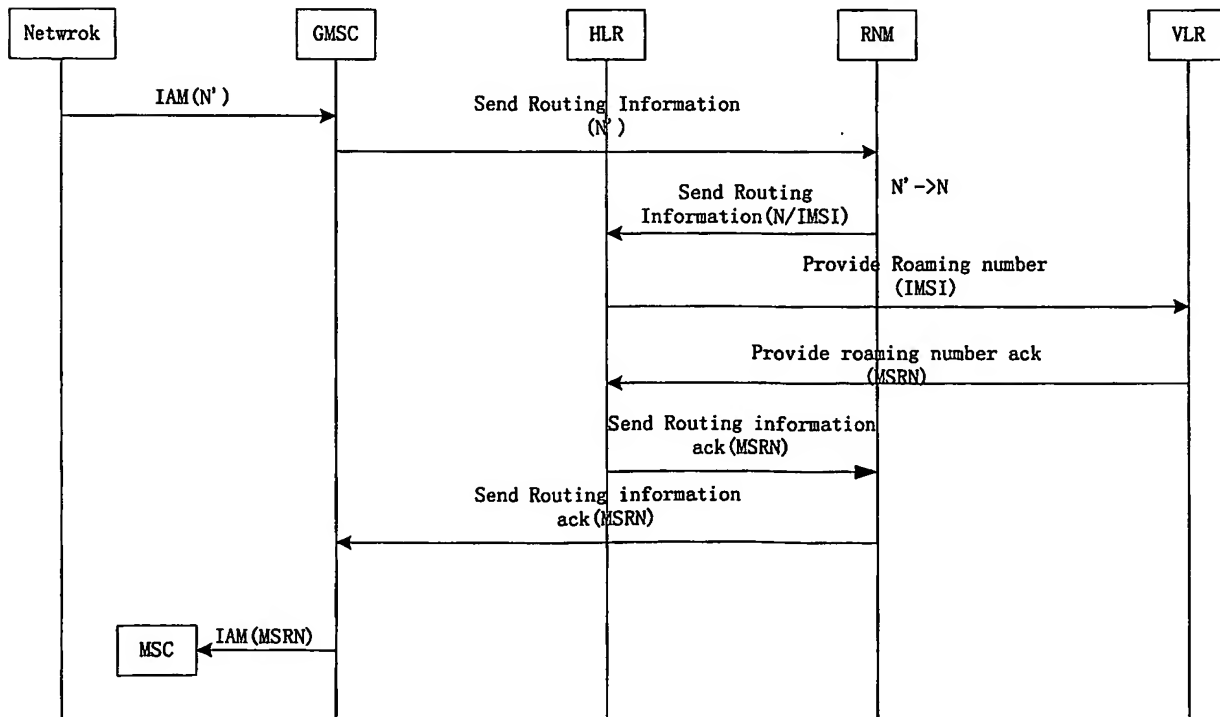 Netwrok
GMSC
HLR
RNM
VLR
IAM(N')
Send Routing Information
(N')
N'->N
Send Routing
Information(N/IMSI)
Provide Roaming number
(IMSI)
Provide roaming number ack
(MSRN)
Send Routing information
ack(MSRN)
Send Routing information
ack(MSRN)
MSC
IAM(MSRN)